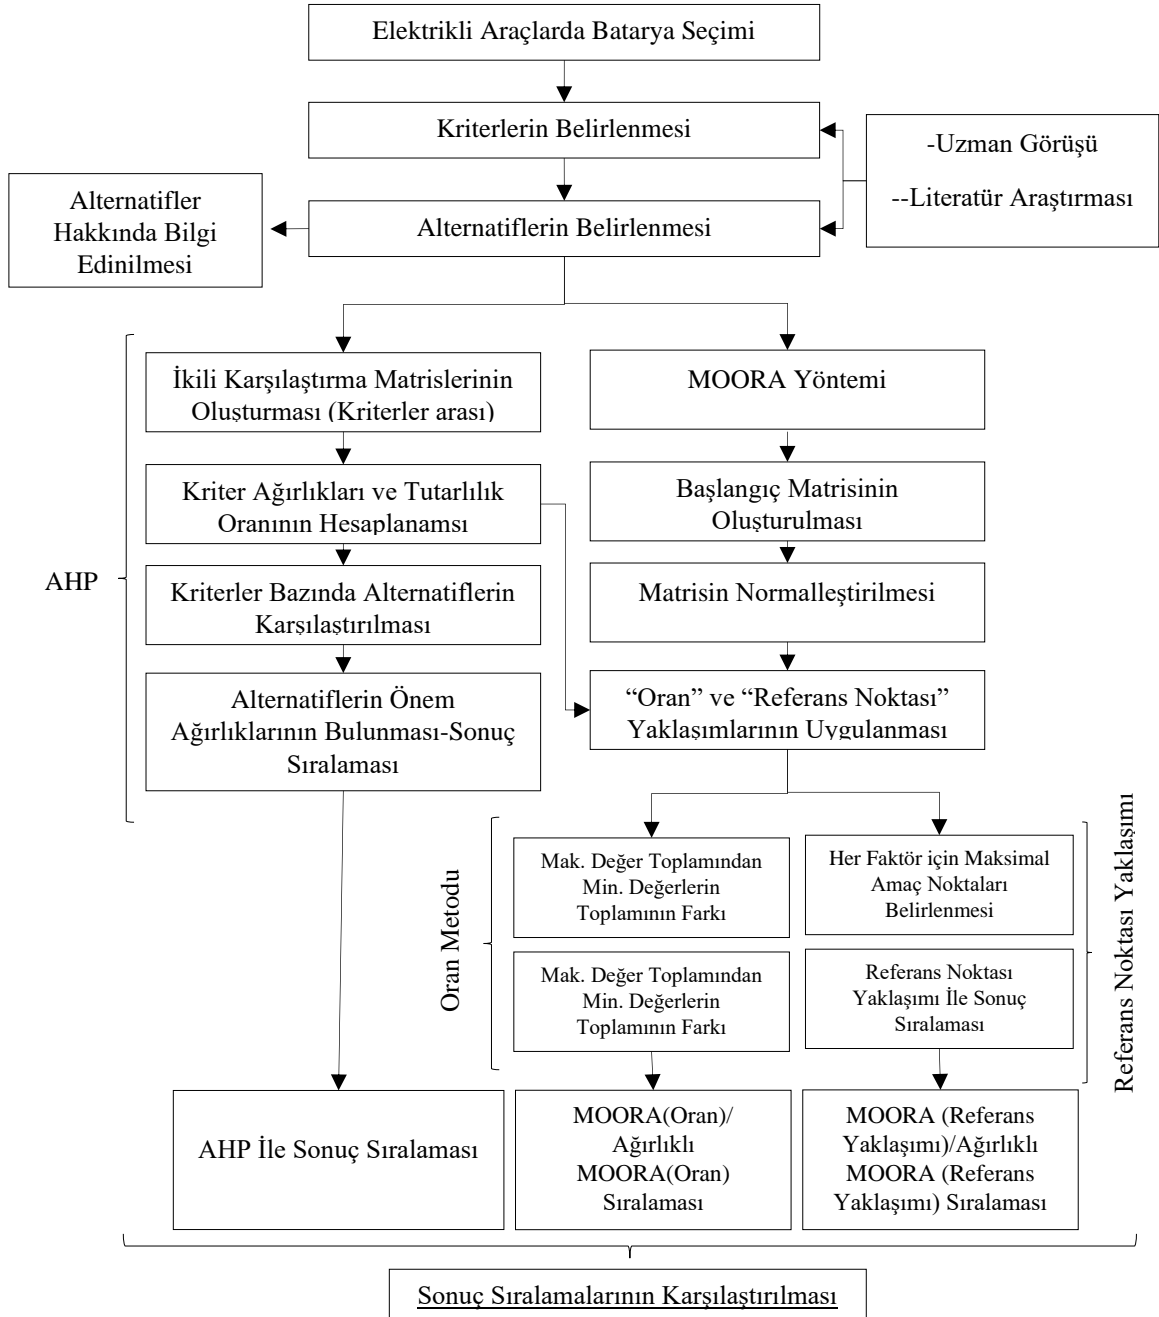 Elektrikli Araçlarda Batarya Seçimi
Kriterlerin Belirlenmesi
-Uzman Görüşü
--Literatür Araştırması
Alternatifler
Hakkında Bilgi
Edinilmesi
Alternatiflerin Belirlenmesi
AHP
İkili Karşılaştırma Matrislerinin
Oluşturması (Kriterler arası)
MOORA Yöntemi
Kriter Ağırlıkları ve Tutarlılık
Oranının Hesaplanamsı
Başlangıç Matrisinin
Oluşturulması
Kriterler Bazında Alternatiflerin
Karşılaştırılması
Matrisin Normalleştirilmesi
Alternatiflerin Önem
Ağırlıklarının Bulunması-Sonuç
Sıralaması
“Oran” ve “Referans Noktası”
Yaklaşımlarının Uygulanması
Oran Metodu
Mak. Değer Toplamından
Min. Değerlerin
Toplamının Farkı
Her Faktör için Maksimal
Amaç Noktaları
Belirlenmesi
Referans Noktası Yaklaşımı
Mak. Değer Toplamından
Min. Değerlerin
Toplamının Farkı
Referans Noktası
Yaklaşımı İle Sonuç
Sıralaması
AHP İle Sonuç Sıralaması
MOORA(Oran)/
Ağırlıklı
MOORA(Oran)
Sıralaması
MOORA (Referans
Yaklaşımı)/Ağırlıklı
MOORA (Referans
Yaklaşımı) Sıralaması
Sonuç Sıralamalarının Karşılaştırılması